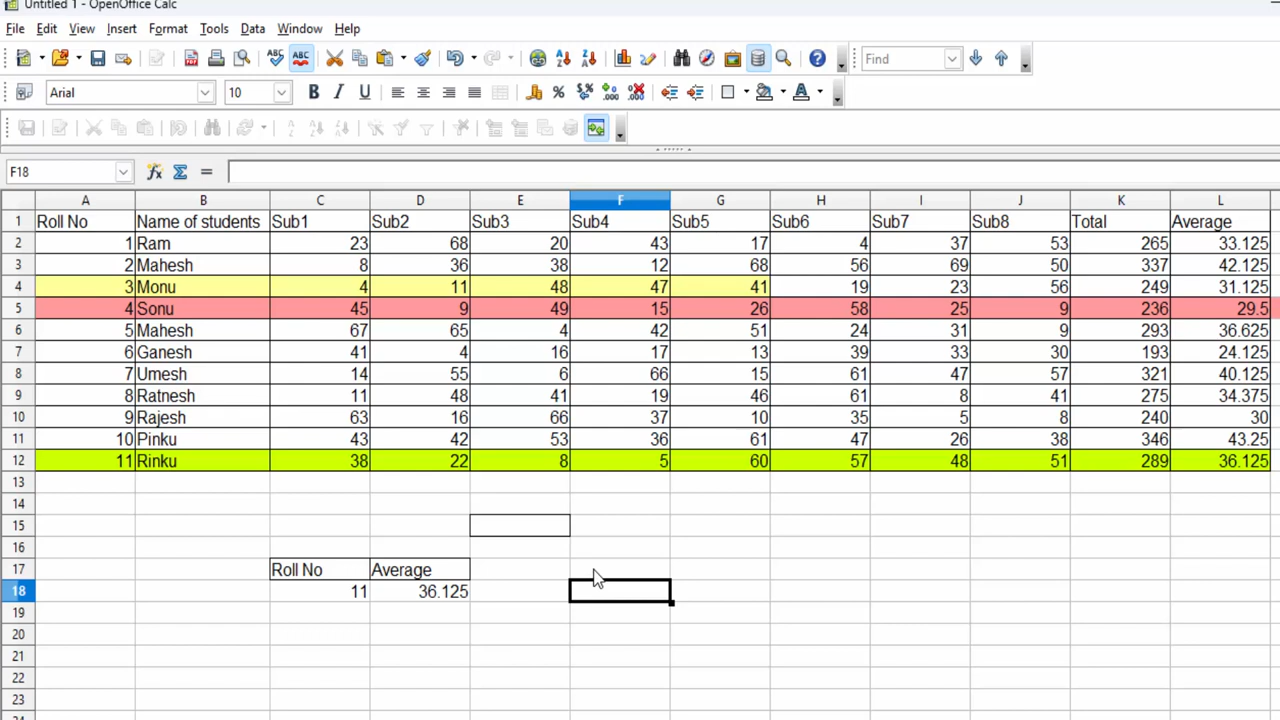 Untitled 1 - OpenOffice Calc
File Edit View Insert Format Tools Data Window Help
ABC ABC Find
Arial 10 B I U %
F18 =
A B C D E F G H I J K L
1 Roll No Name of students Sub1 Sub2 Sub3 Sub4 Sub5 Sub6 Sub7 Sub8 Total Average
2 1 Ram 23 68 20 43 17 4 37 53 265 33.125
3 2 Mahesh 8 36 38 12 68 56 69 50 337 42.125
4 3 Monu 4 11 48 47 41 19 23 56 249 31.125
5 4 Sonu 45 9 49 15 26 58 25 9 236 29.5
6 5 Mahesh 67 65 4 42 51 24 31 9 293 36.625
7 6 Ganesh 41 4 16 17 13 39 33 30 193 24.125
8 7 Umesh 14 55 6 66 15 61 47 57 321 40.125
9 8 Ratnesh 11 48 41 19 46 61 8 41 275 34.375
10 9 Rajesh 63 16 66 37 10 35 5 8 240 30
11 10 Pinku 43 42 53 36 61 47 26 38 346 43.25
12 11 Rinku 38 22 8 5 60 57 48 51 289 36.125
13
14
15
16
17 Roll No Average
18 11 36.125
19
20
21
22
23